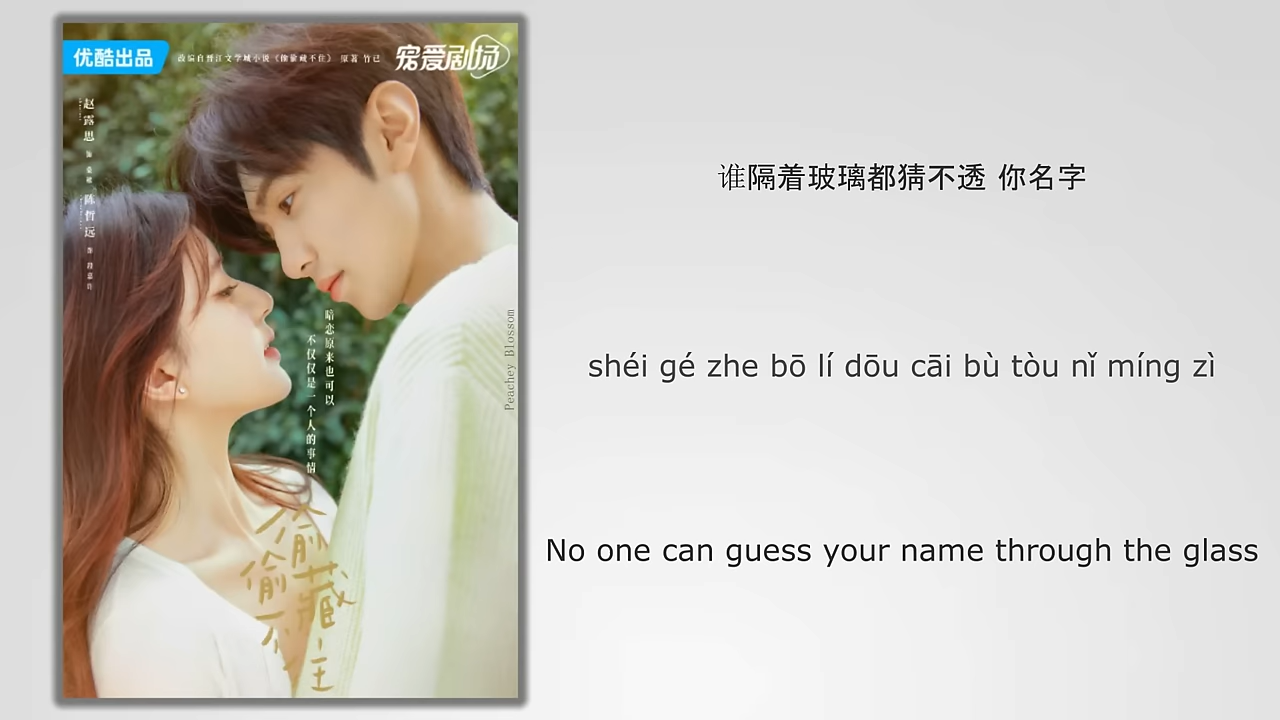 优酷出品
改编自晋江文学城小说《偷偷藏不住》 原著 竹已
宠爱剧场
赵露思
饰
桑稚
陈哲远
饰
段嘉许
暗恋原来也可以
不仅仅是一个人的事情
Peachey Blossom
偷偷藏不住
谁隔着玻璃都猜不透 你名字
shéi gé zhe bō lí dōu cāi bù tòu nǐ míng zì
No one can guess your name through the glass